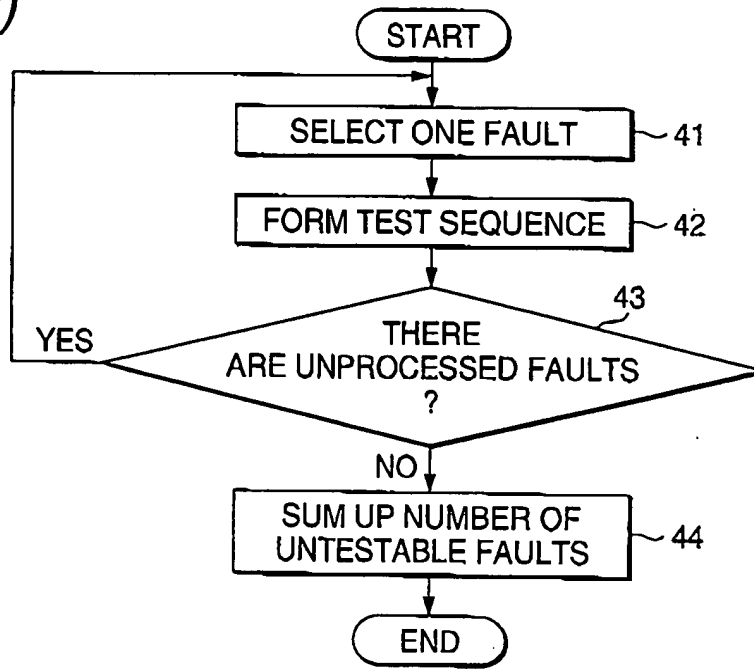 )
START
SELECT ONE FAULT
41
FORM TEST SEQUENCE
42
43
YES
THERE
ARE UNPROCESSED FAULTS
?
NO
SUM UP NUMBER OF
UNTESTABLE FAULTS
44
END